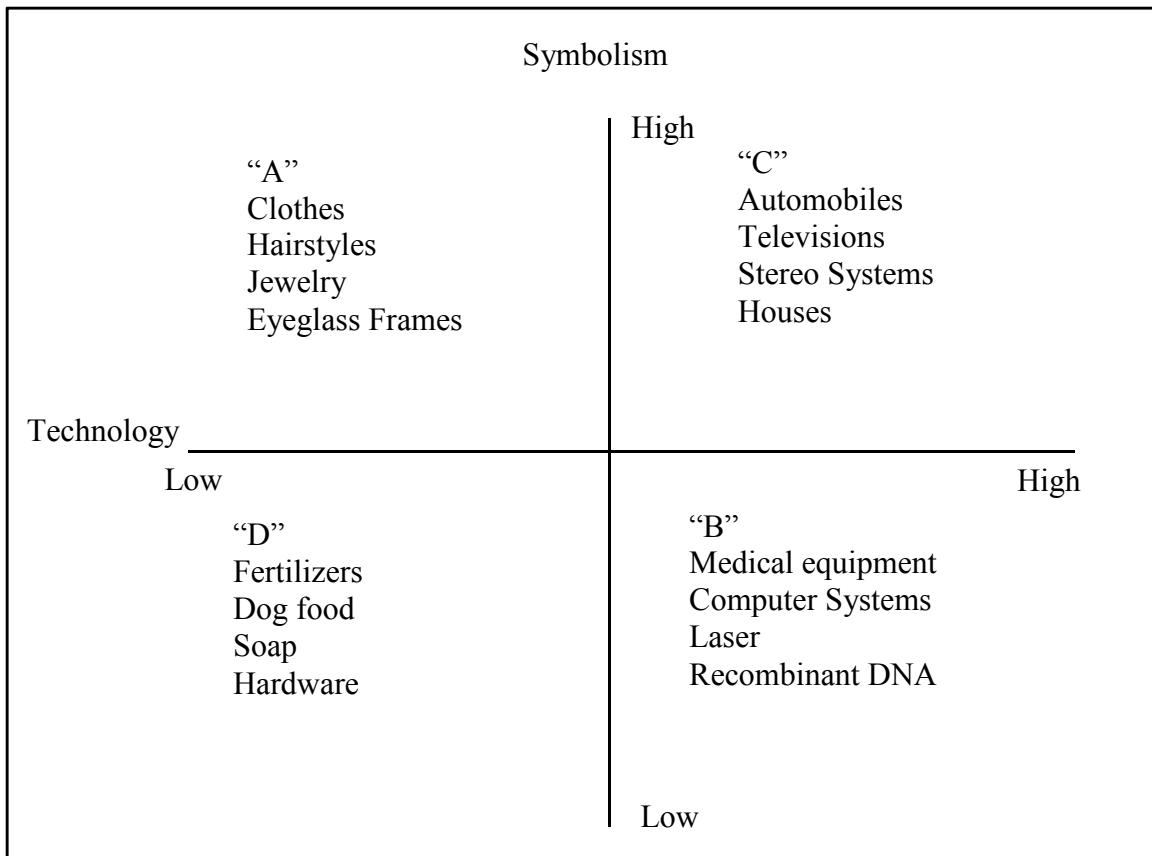 Symbolism
High
“A”
Clothes
Hairstyles
Jewelry
Eyeglass Frames
“C”
Automobiles
Televisions
Stereo Systems
Houses
Technology
Low
High
“D”
Fertilizers
Dog food
Soap
Hardware
“B”
Medical equipment
Computer Systems
Laser
Recombinant DNA
Low